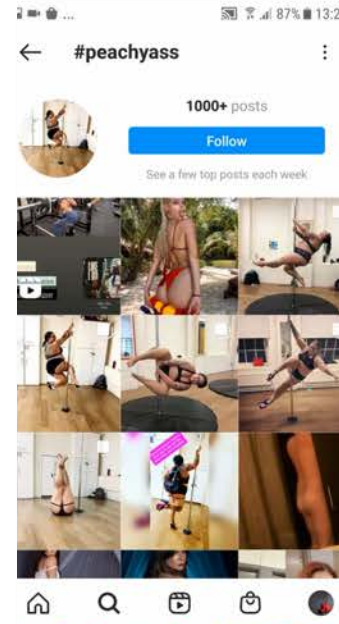 ... 87% 13:2
#peachyass
1000+ posts
Follow
See a few top posts each week